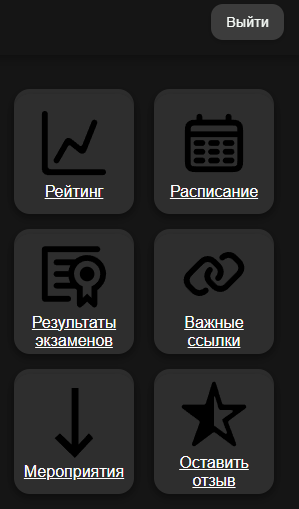 Выйти
Рейтинг
Расписание
Результаты
экзаменов
Важные
ссылки
Мероприятия
Оставить
отзыв